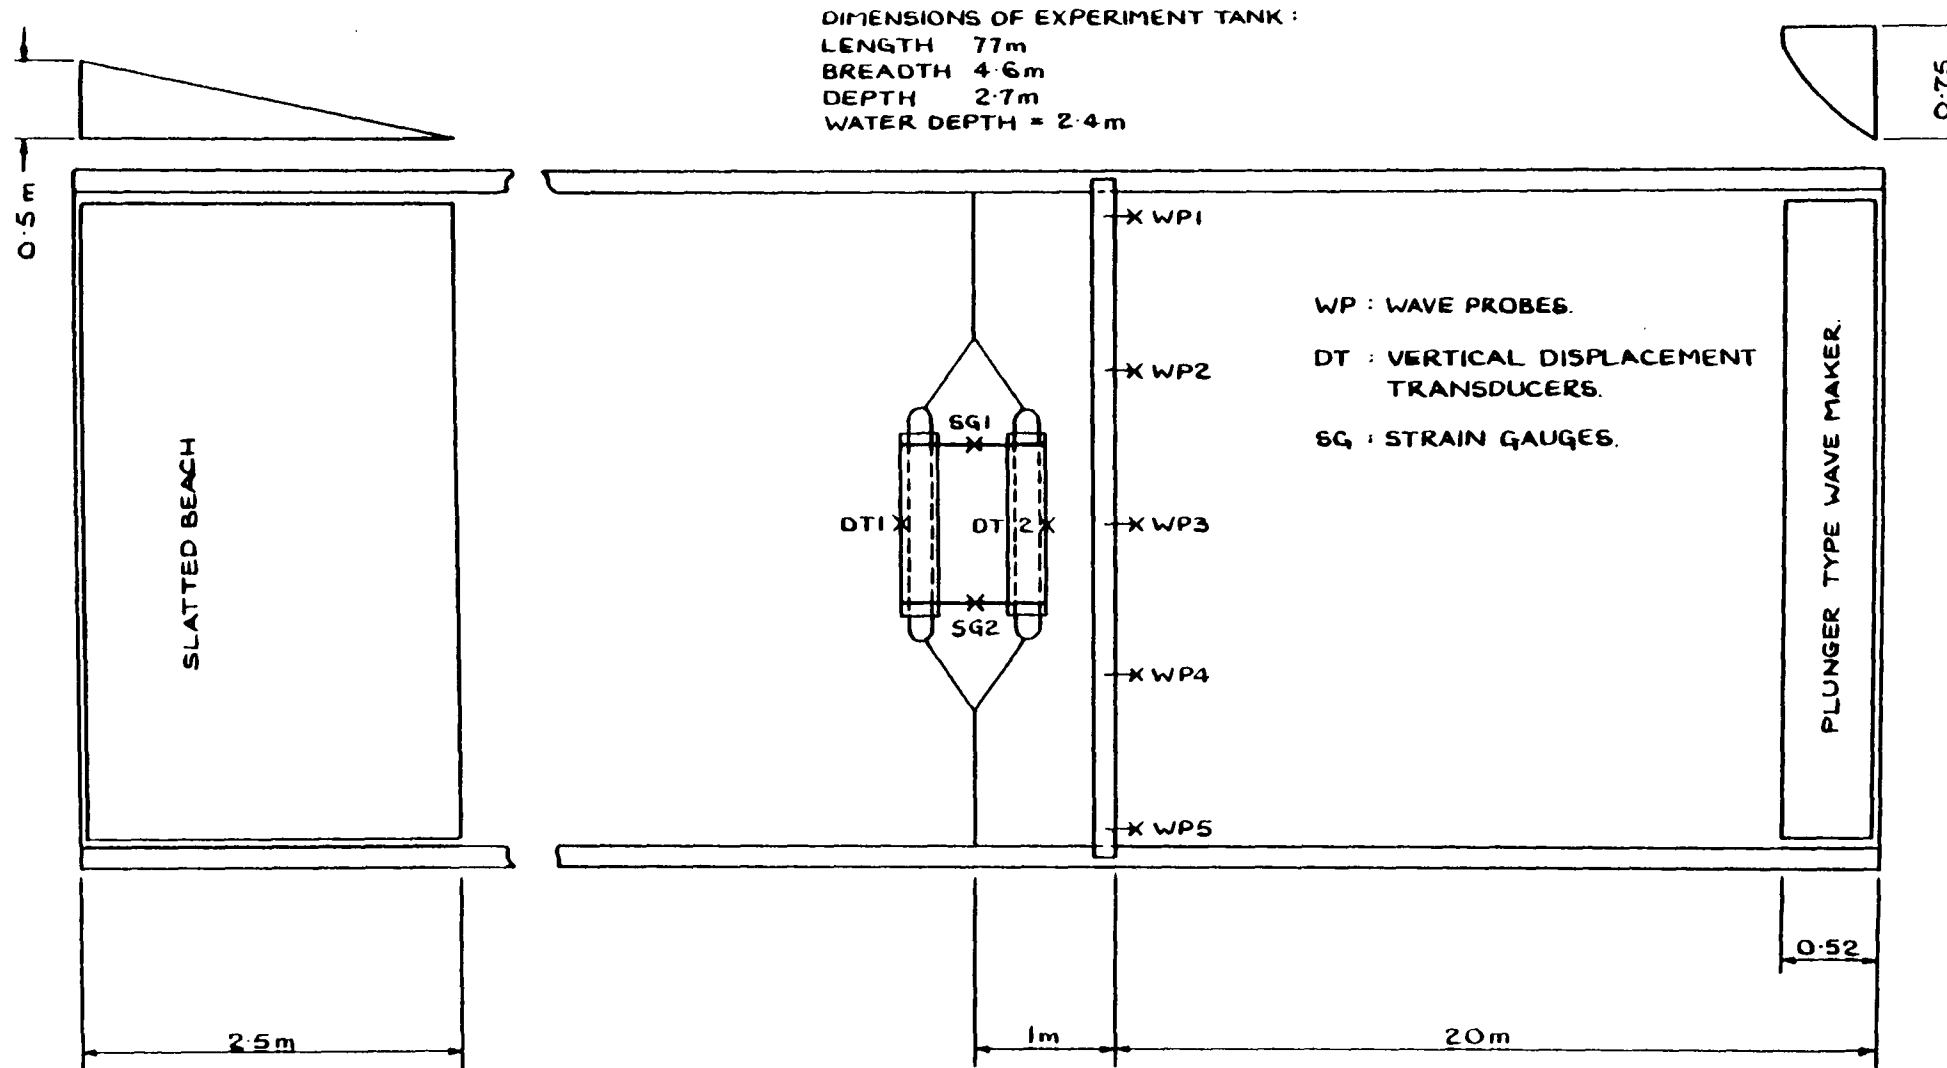 DIMENSIONS OF EXPERIMENT TANK :
LENGTH 77m
BREADTH 4.6m
DEPTH 2.7m
WATER DEPTH = 2.4m
0.5m
0.75
WP1
WP2
WP3
WP4
WP5
WP : WAVE PROBES.
DT : VERTICAL DISPLACEMENT
TRANSDUCERS.
SG : STRAIN GAUGES.
SG1
DT1
DT 2
SG2
SLATTED BEACH
PLUNGER TYPE WAVE MAKER.
0.52
2.5m
1m
20m